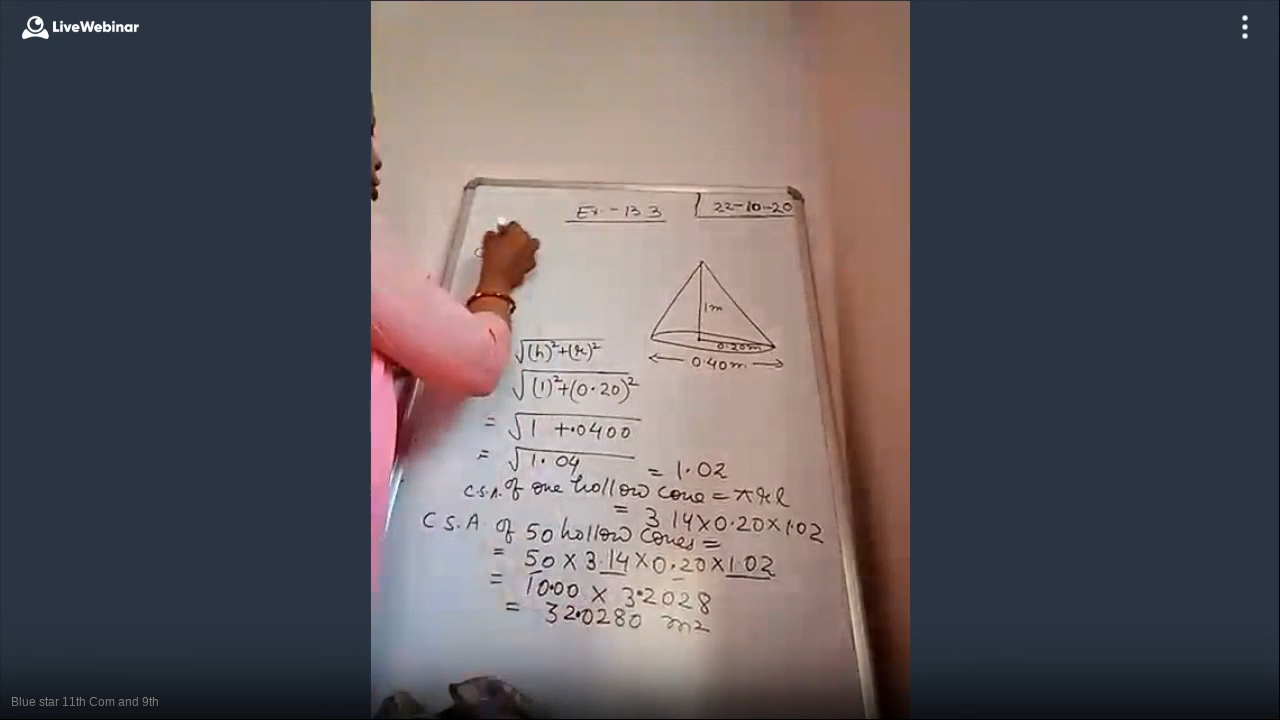 LiveWebinar
Ex. - 13 3
22-10-20
1m
0.20m
0.40m
√(h)²+(r)²
√(1)²+(0.20)²
= √1 +.0400
= √1.04 = 1.02
C.S.A. of one hollow cone = πrl
= 3 14×0.20×1.02
C S.A. of 50 hollow cones =
= 50 × 3.14×0.20×1.02
= 10.00 × 3.2028
= 32.0280 m2
Blue star 11th Com and 9th